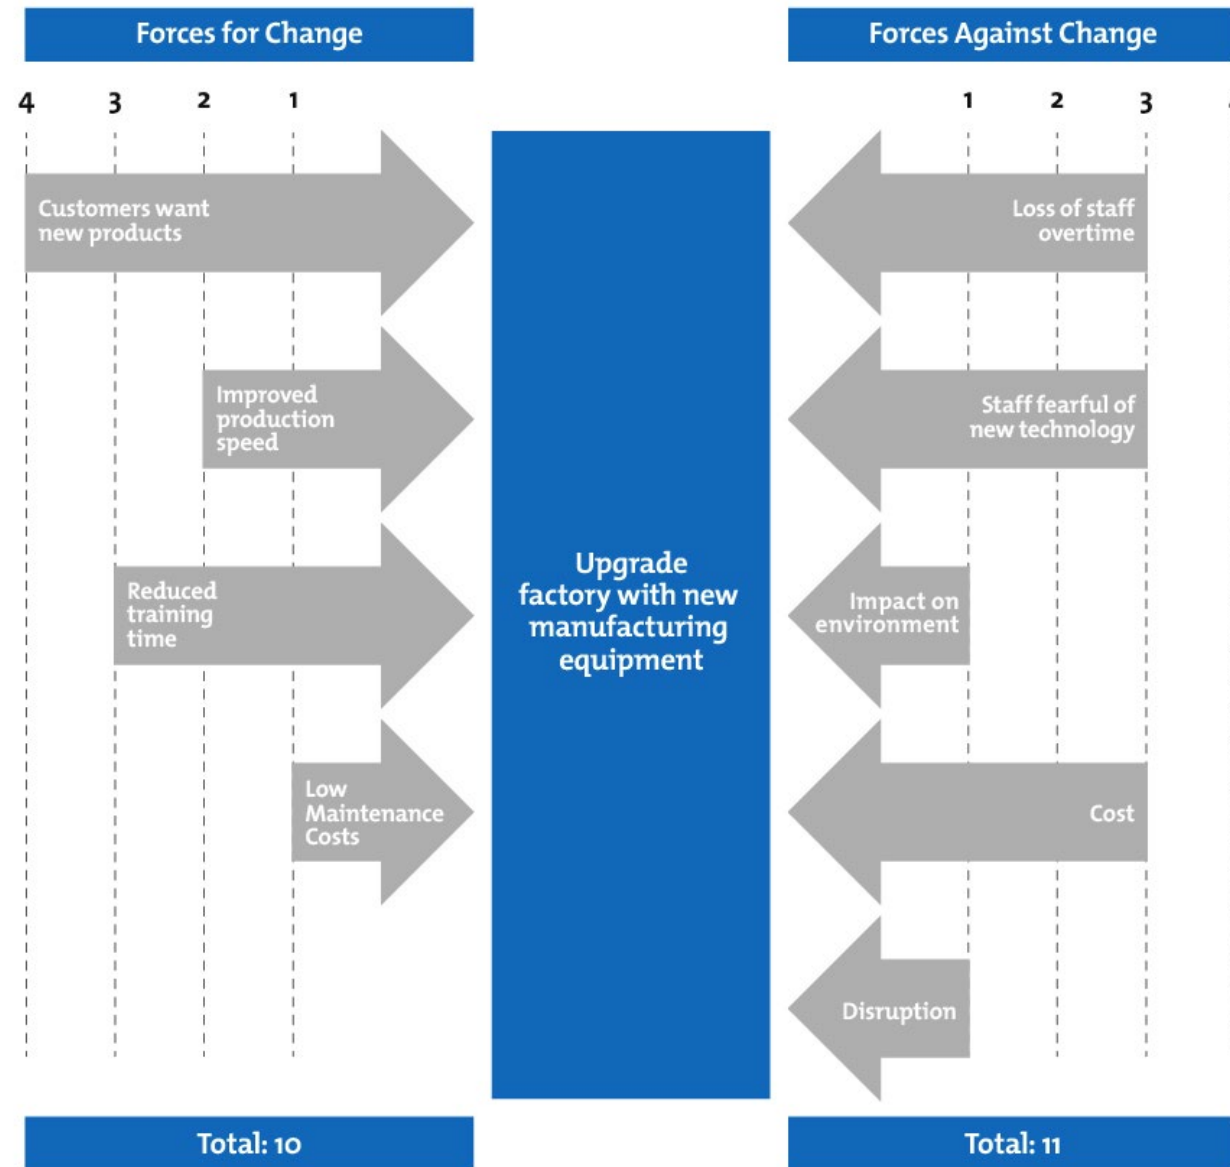 Forces for Change
Forces Against Change
4 3 2 1
1 2 3
Customers want
new products
Loss of staff
overtime
Improved
production
speed
Staff fearful of
new technology
Reduced
training
time
Upgrade
factory with new
manufacturing
equipment
Impact on
environment
Low
Maintenance
Costs
Cost
Disruption
Total: 10
Total: 11